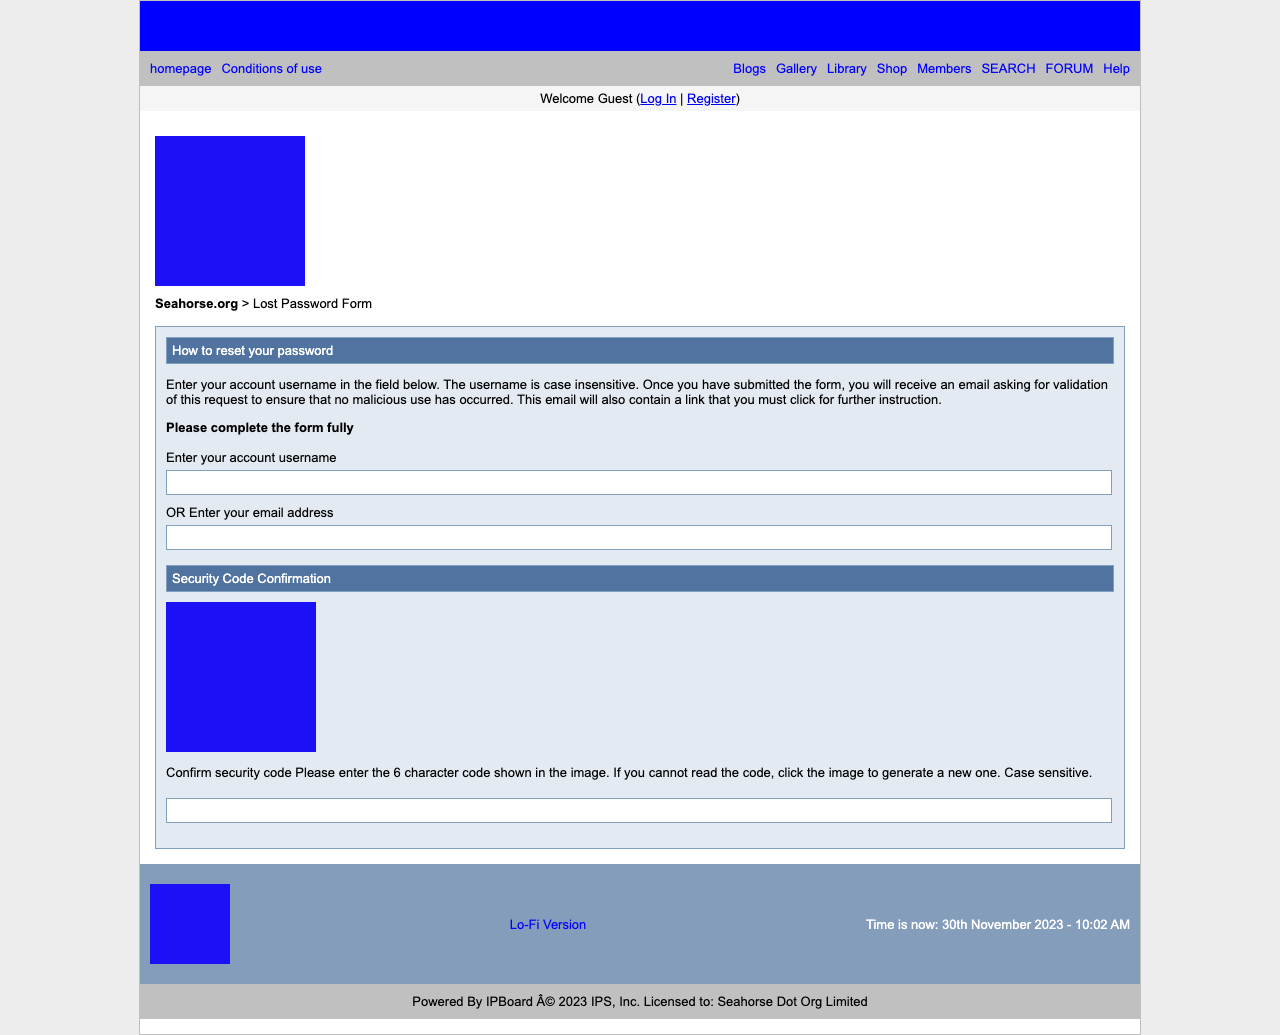 homepage Conditions of use Blogs Gallery Library Shop Members SEARCH FORUM Help
Welcome Guest (Log In | Register)
Seahorse.org > Lost Password Form
How to reset your password
Enter your account username in the field below. The username is case insensitive. Once you have submitted the form, you will receive an email asking for validation
of this request to ensure that no malicious use has occurred. This email will also contain a link that you must click for further instruction.
Please complete the form fully
Enter your account username
OR Enter your email address
Security Code Confirmation
Confirm security code Please enter the 6 character code shown in the image. If you cannot read the code, click the image to generate a new one. Case sensitive.
Lo-Fi Version Time is now: 30th November 2023 - 10:02 AM
Powered By IPBoard Â© 2023 IPS, Inc. Licensed to: Seahorse Dot Org Limited